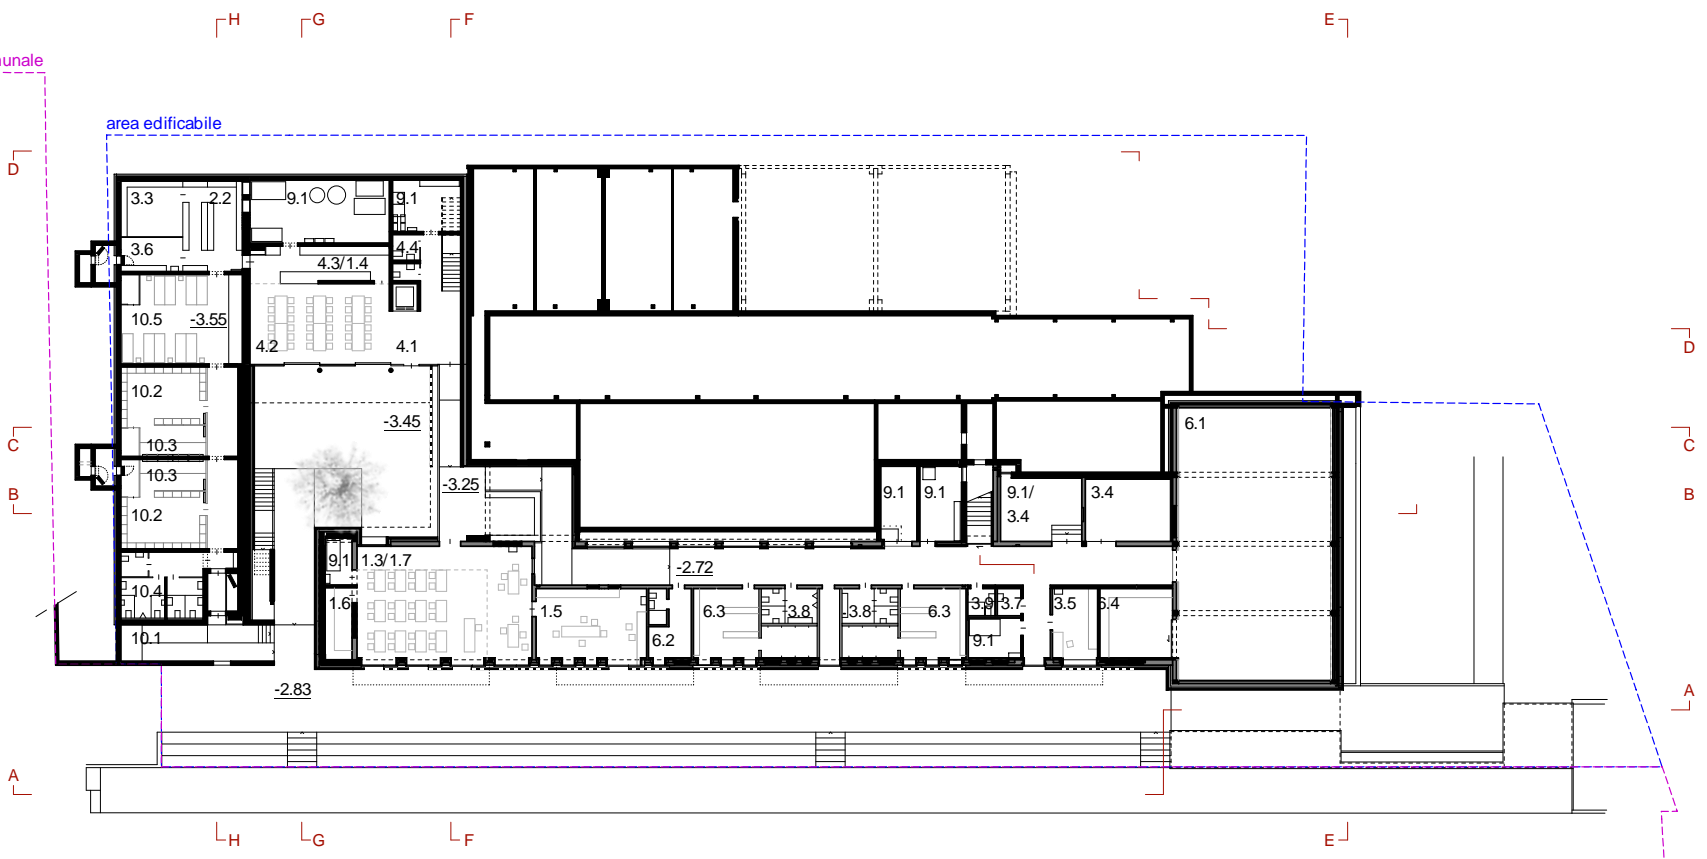 H G F E
unale
area edificabile
D
3.3 2.2 9.1 9.1
3.6 4.4
4.3/1.4
10.5 -3.55
4.2 4.1
D
10.2
-3.45 6.1
C 10.3 C
10.3
-3.25
B 10.2 9.1 9.1 9.1/ 3.4 B
3.4
9.1 1.3/1.7
-2.72
10.4 1.6 1.5 6.3 3.8 3.8 6.3 3.9 3.7 3.5 6.4
10.1 6.2 9.1
-2.83 A
A
H G F E